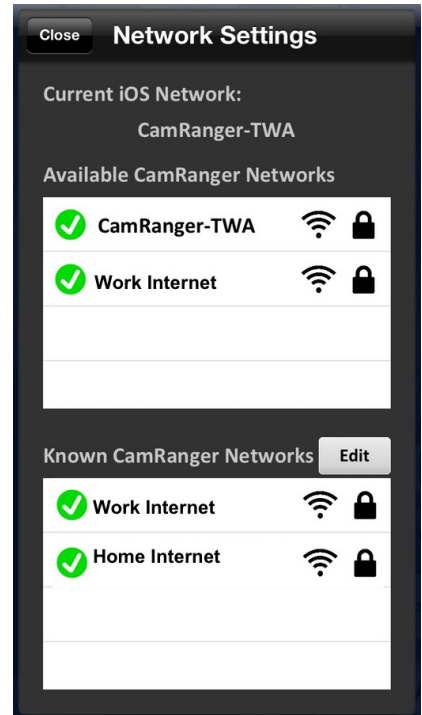 Close Network Settings
Current iOS Network:
CamRanger-TWA
Available CamRanger Networks
CamRanger-TWA
Work Internet
Known CamRanger Networks Edit
Work Internet
Home Internet